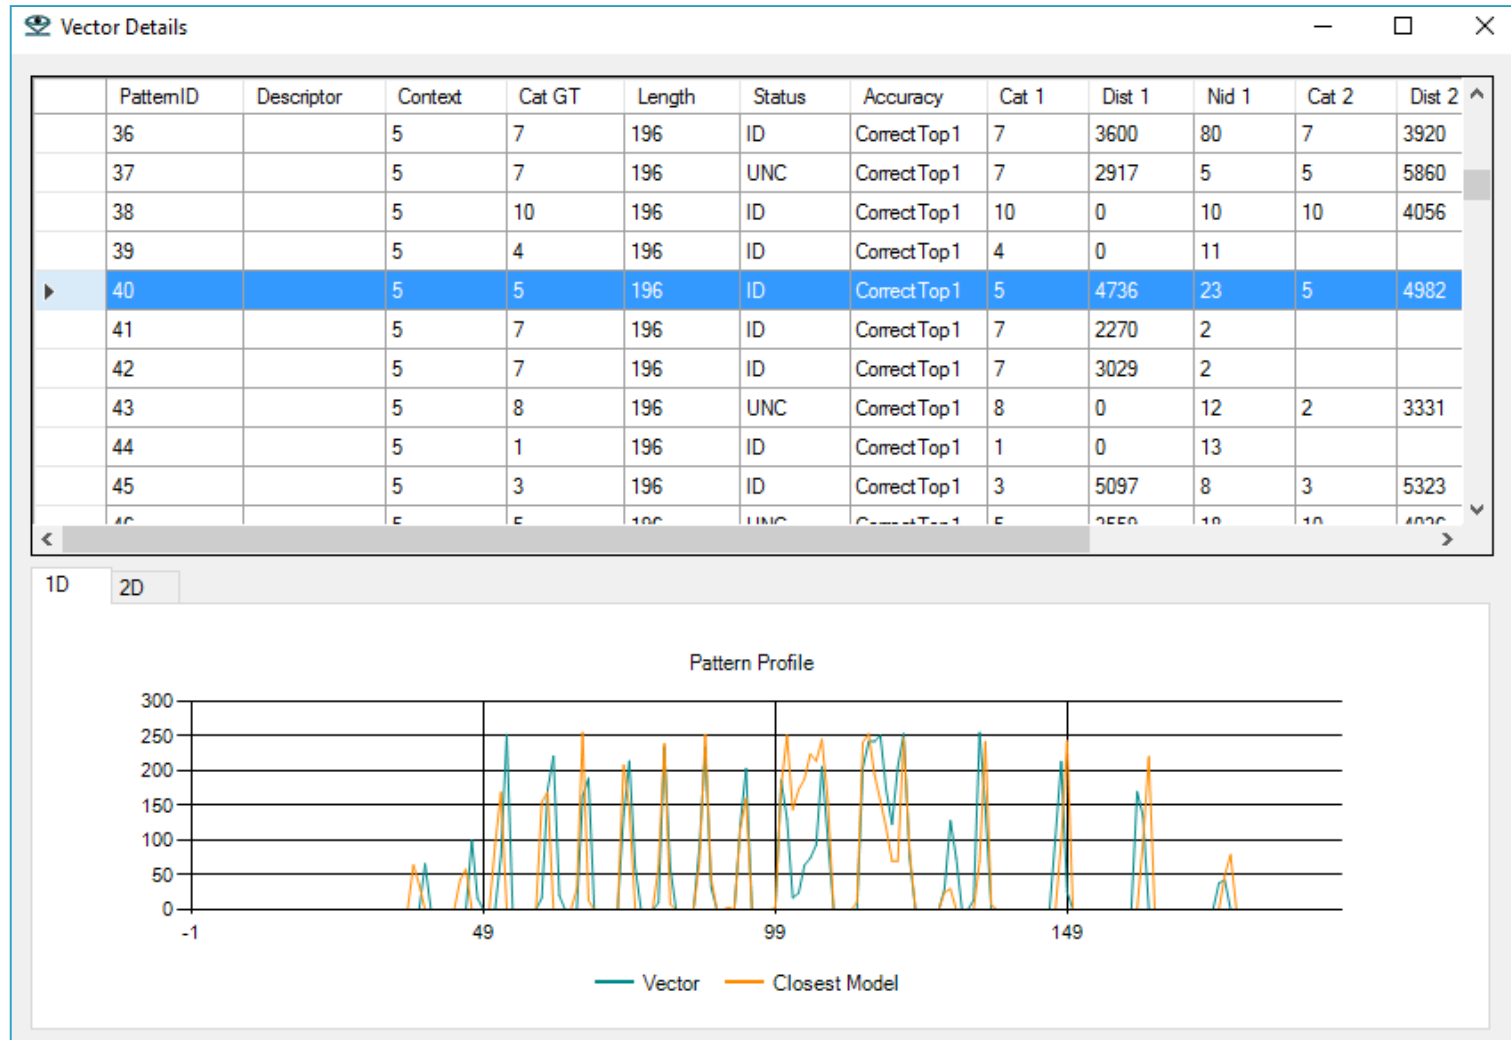 Vector Details
PatternID Descriptor Context Cat GT Length Status Accuracy Cat 1 Dist 1 Nid 1 Cat 2 Dist 2
36 5 7 196 ID CorrectTop1 7 3600 80 7 3920
37 5 7 196 UNC CorrectTop1 7 2917 5 5 5860
38 5 10 196 ID CorrectTop1 10 0 10 10 4056
39 5 4 196 ID CorrectTop1 4 0 11
40 5 5 196 ID CorrectTop1 5 4736 23 5 4982
41 5 7 196 ID CorrectTop1 7 2270 2
42 5 7 196 ID CorrectTop1 7 3029 2
43 5 8 196 UNC CorrectTop1 8 0 12 2 3331
44 5 1 196 ID CorrectTop1 1 0 13
45 5 3 196 ID CorrectTop1 3 5097 8 3 5323
1D 2D
Pattern Profile
300
250
200
150
100
50
0
-1 49 99 149
Vector Closest Model